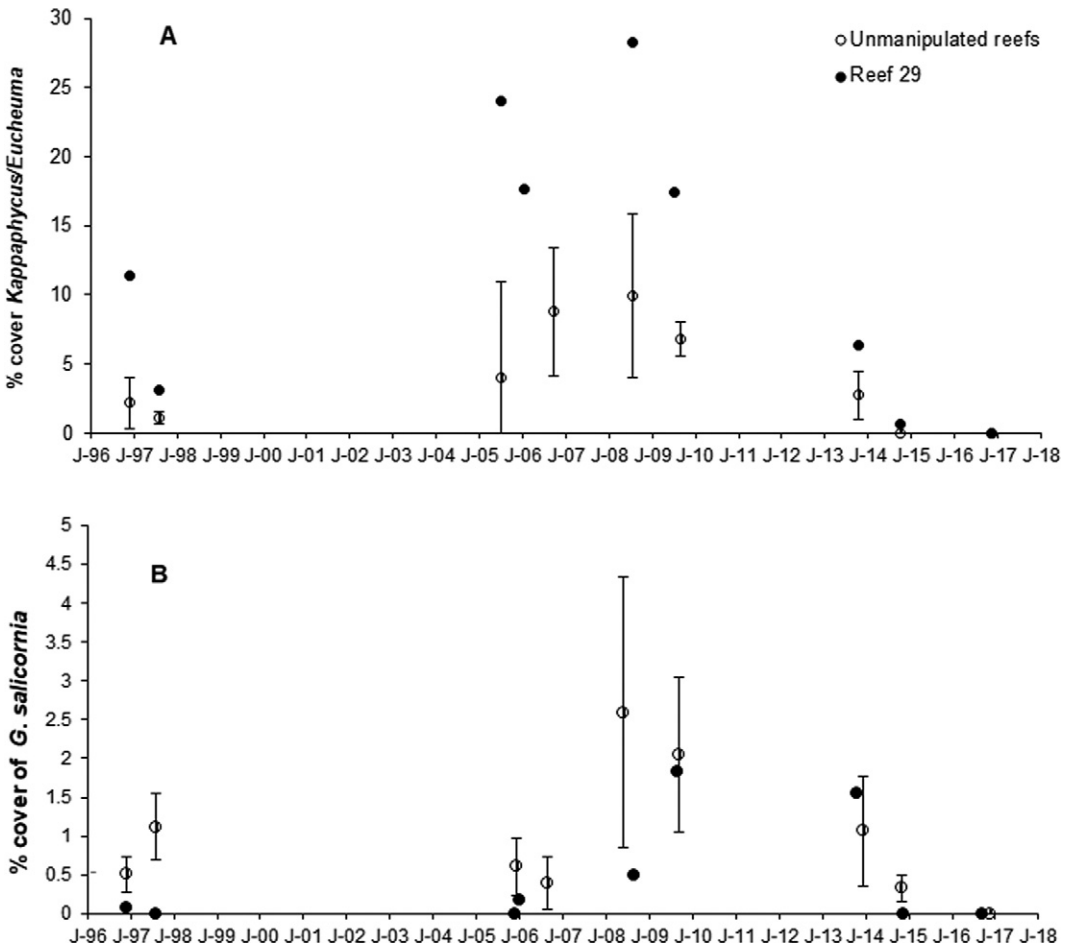 A
Unmanipulated reefs
Reef 29
% cover Kappaphycus/Eucheuma
30
25
20
15
10
5
0
J-96 J-97 J-98 J-99 J-00 J-01 J-02 J-03 J-04 J-05 J-06 J-07 J-08 J-09 J-10 J-11 J-12 J-13 J-14 J-15 J-16 J-17 J-18
B
% cover of G. salicornia
5
4.5
4
3.5
3
2.5
2
1.5
1
0.5
0
J-96 J-97 J-98 J-99 J-00 J-01 J-02 J-03 J-04 J-05 J-06 J-07 J-08 J-09 J-10 J-11 J-12 J-13 J-14 J-15 J-16 J-17 J-18